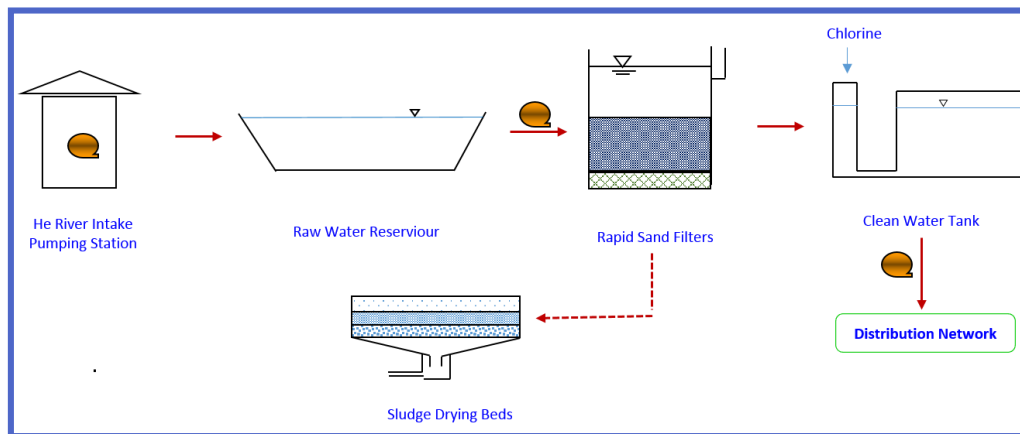 Chlorine
He River Intake
Pumping Station
Raw Water Reserviour
Rapid Sand Filters
Clean Water Tank
Distribution Network
Sludge Drying Beds